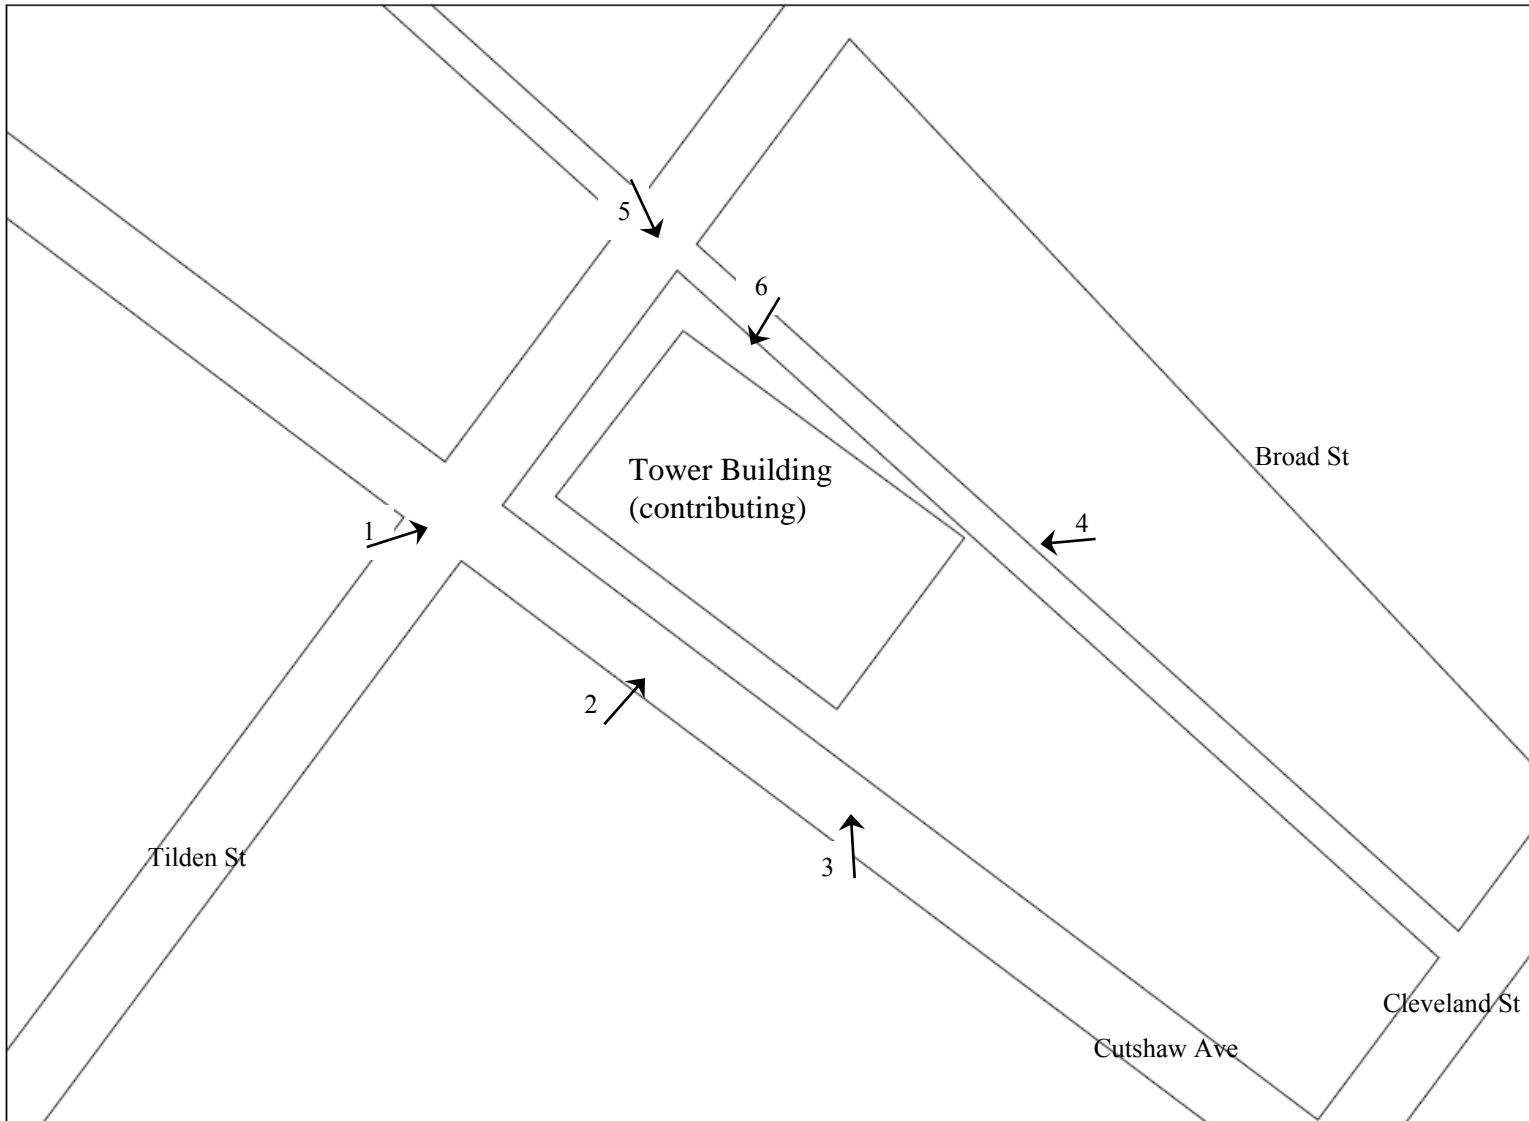 5
6
Broad St
Tower Building
(contributing)
1
4
2
3
Tilden St
Cleveland St
Cutshaw Ave